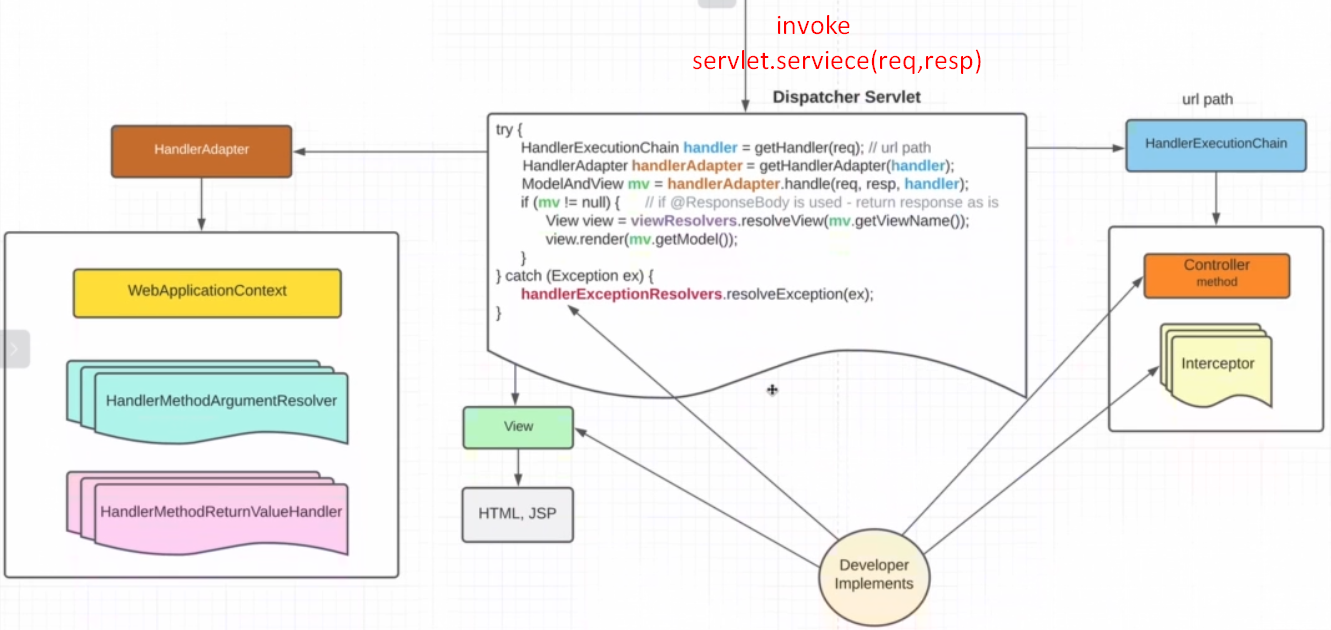 invoke
servlet.serviece(req,resp)
Dispatcher Servlet
url path
HandlerAdapter
try {
HandlerExecutionChain handler = getHandler(req); // url path
HandlerAdapter handlerAdapter = getHandlerAdapter(handler);
ModelAndView mv = handlerAdapter.handle(req, resp, handler);
if (mv != null) { // if @ResponseBody is used - return response as is
View view = viewResolvers.resolveView(mv.getViewName());
view.render(mv.getModel());
}
} catch (Exception ex) {
handlerExceptionResolvers.resolveException(ex);
}
HandlerExecutionChain
WebApplicationContext
HandlerMethodArgumentResolver
HandlerMethodReturnValueHandler
Controller
method
Interceptor
View
HTML, JSP
Developer
Implements